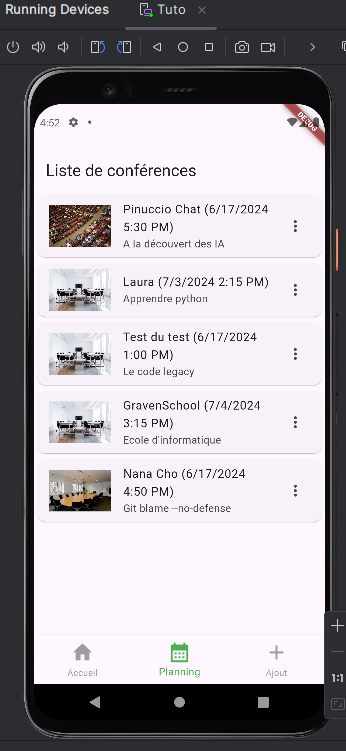 Running Devices
Tuto
4:52
DEBUG
Liste de conférences
Pinuccio Chat (6/17/2024
5:30 PM)
A la découvert des IA
Laura (7/3/2024 2:15 PM)
Apprendre python
Test du test (6/17/2024
1:00 PM)
Le code legacy
GravenSchool (7/4/2024
3:15 PM)
Ecole d'informatique
Nana Cho (6/17/2024
4:50 PM)
Git blame --no-defense
Accueil
Planning
Ajout
1:1